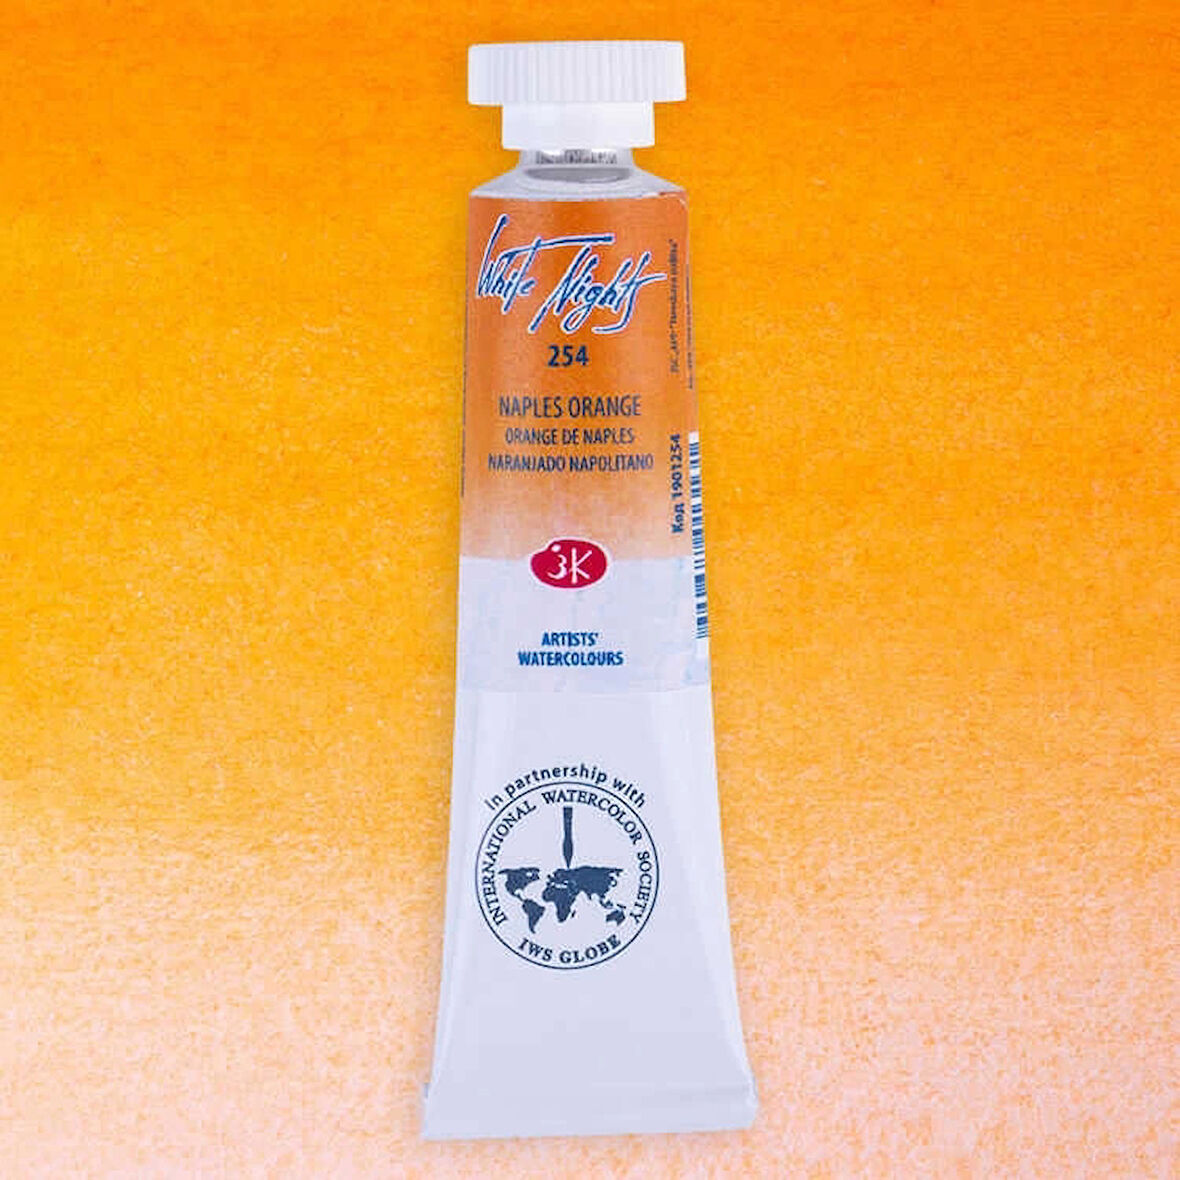 White Nights
254
NAPLES ORANGE
ORANGE DE NAPLES
NARANJADO NAPOLITANO
Код 1901254
ЗК
ARTISTS'
WATERCOLOURS
in partnership with
INTERNATIONAL WATERCOLOR SOCIETY
IWS GLOBE